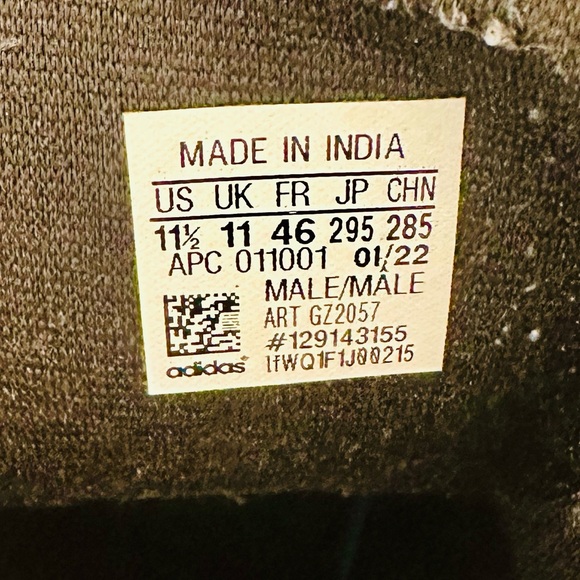 MADE IN INDIA
US UK FR JP CHN
11½ 11 46 295 285
APC 011001 01/22
MALE/MÂLE
ART GZ2057
#129143155
1fWQ1F1J00215
adidas